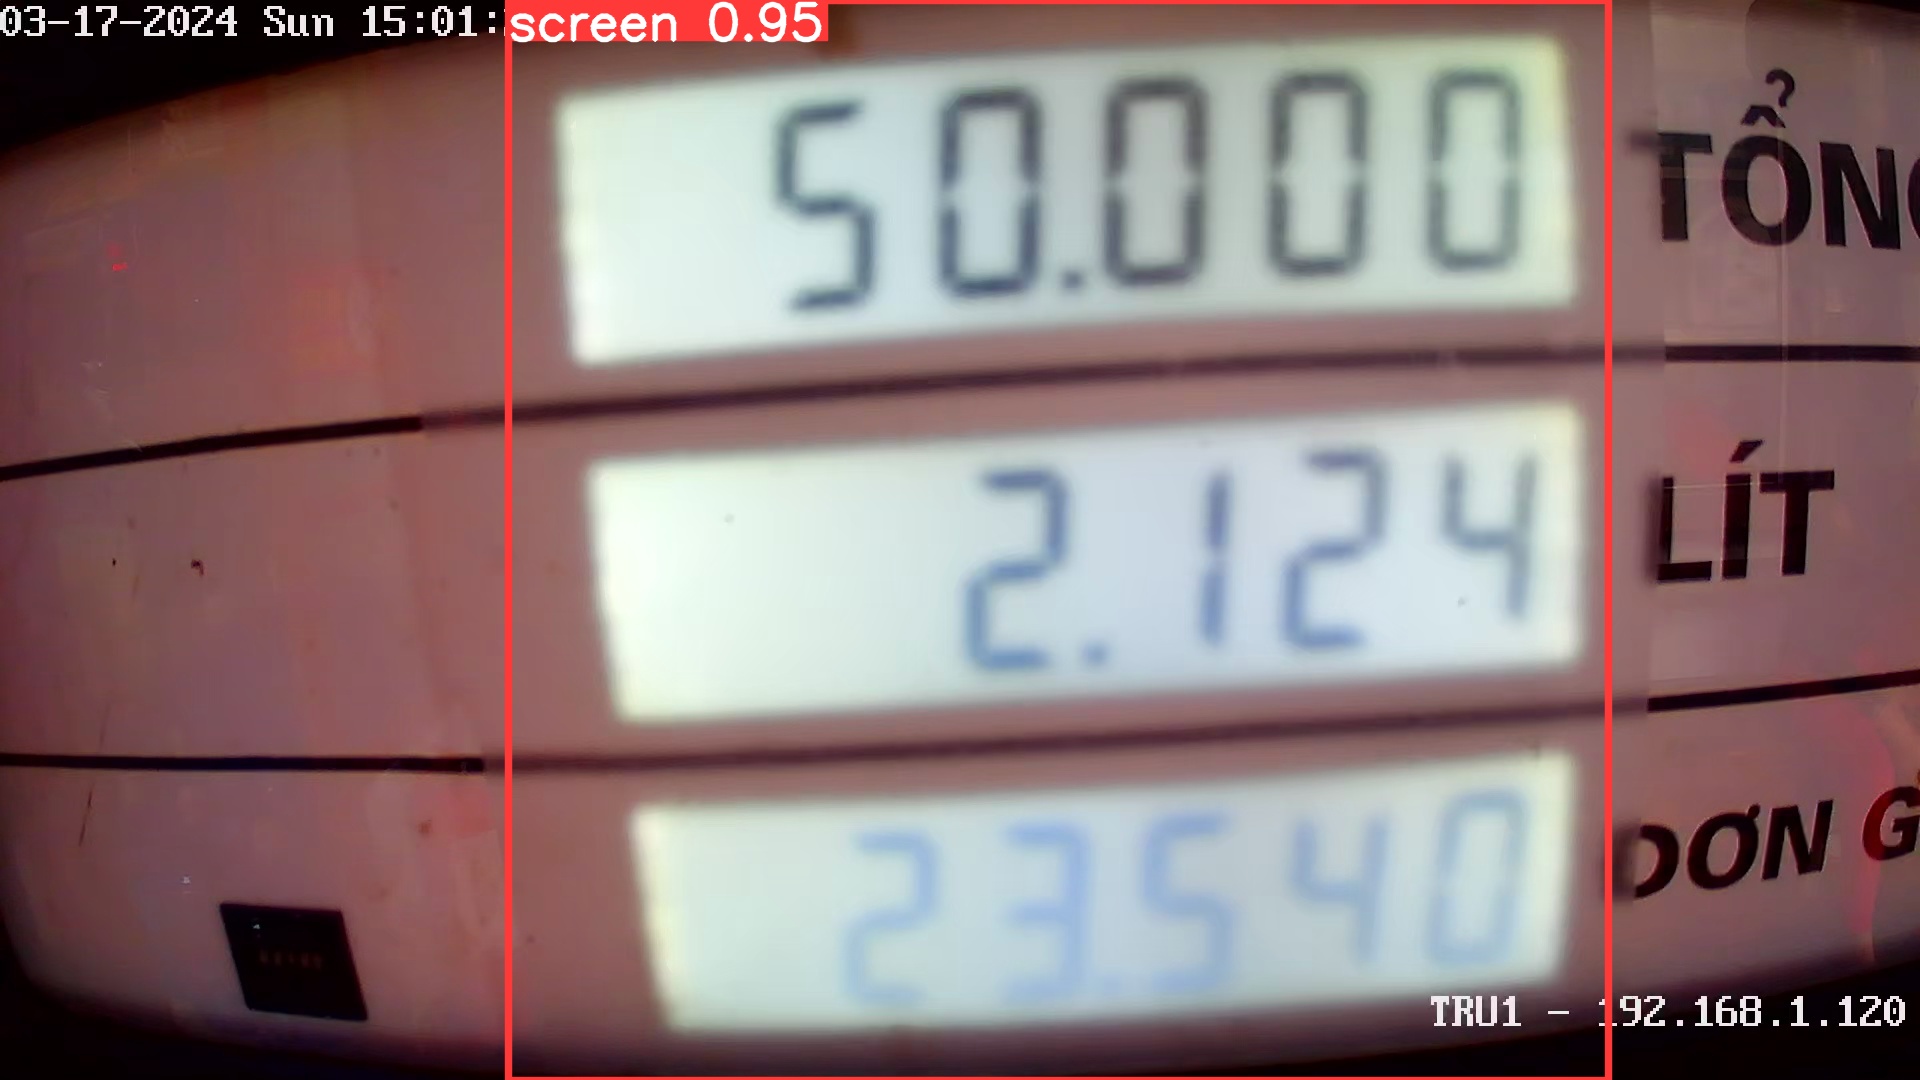 03-17-2024 Sun 15:01:
screen 0.95
50.000
TỔNG
2.124
LÍT
23.540
ĐƠN G
TRU1 - 192.168.1.120